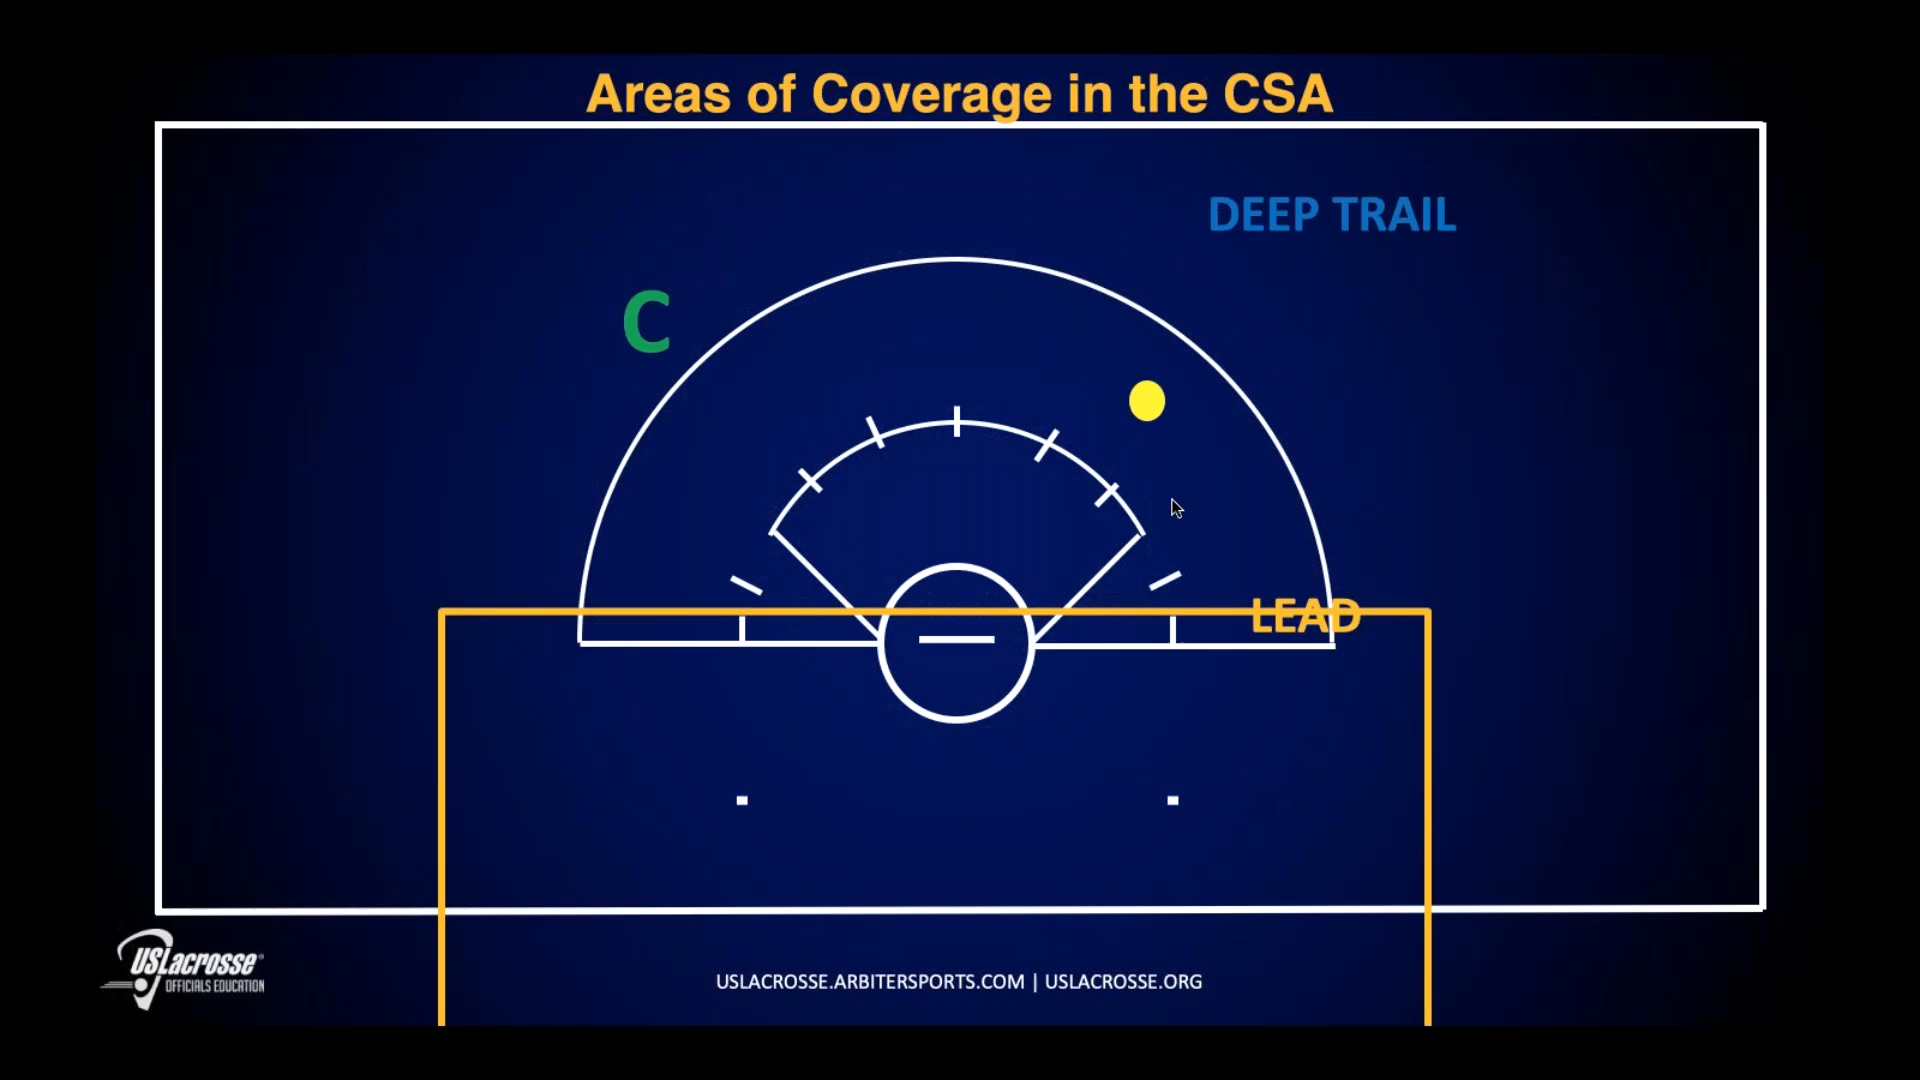 Areas of Coverage in the CSA
DEEP TRAIL
C
LEAD
USLacrosse
OFFICIALS EDUCATION
USLACROSSE.ARBITERSPORTS.COM | USLACROSSE.ORG